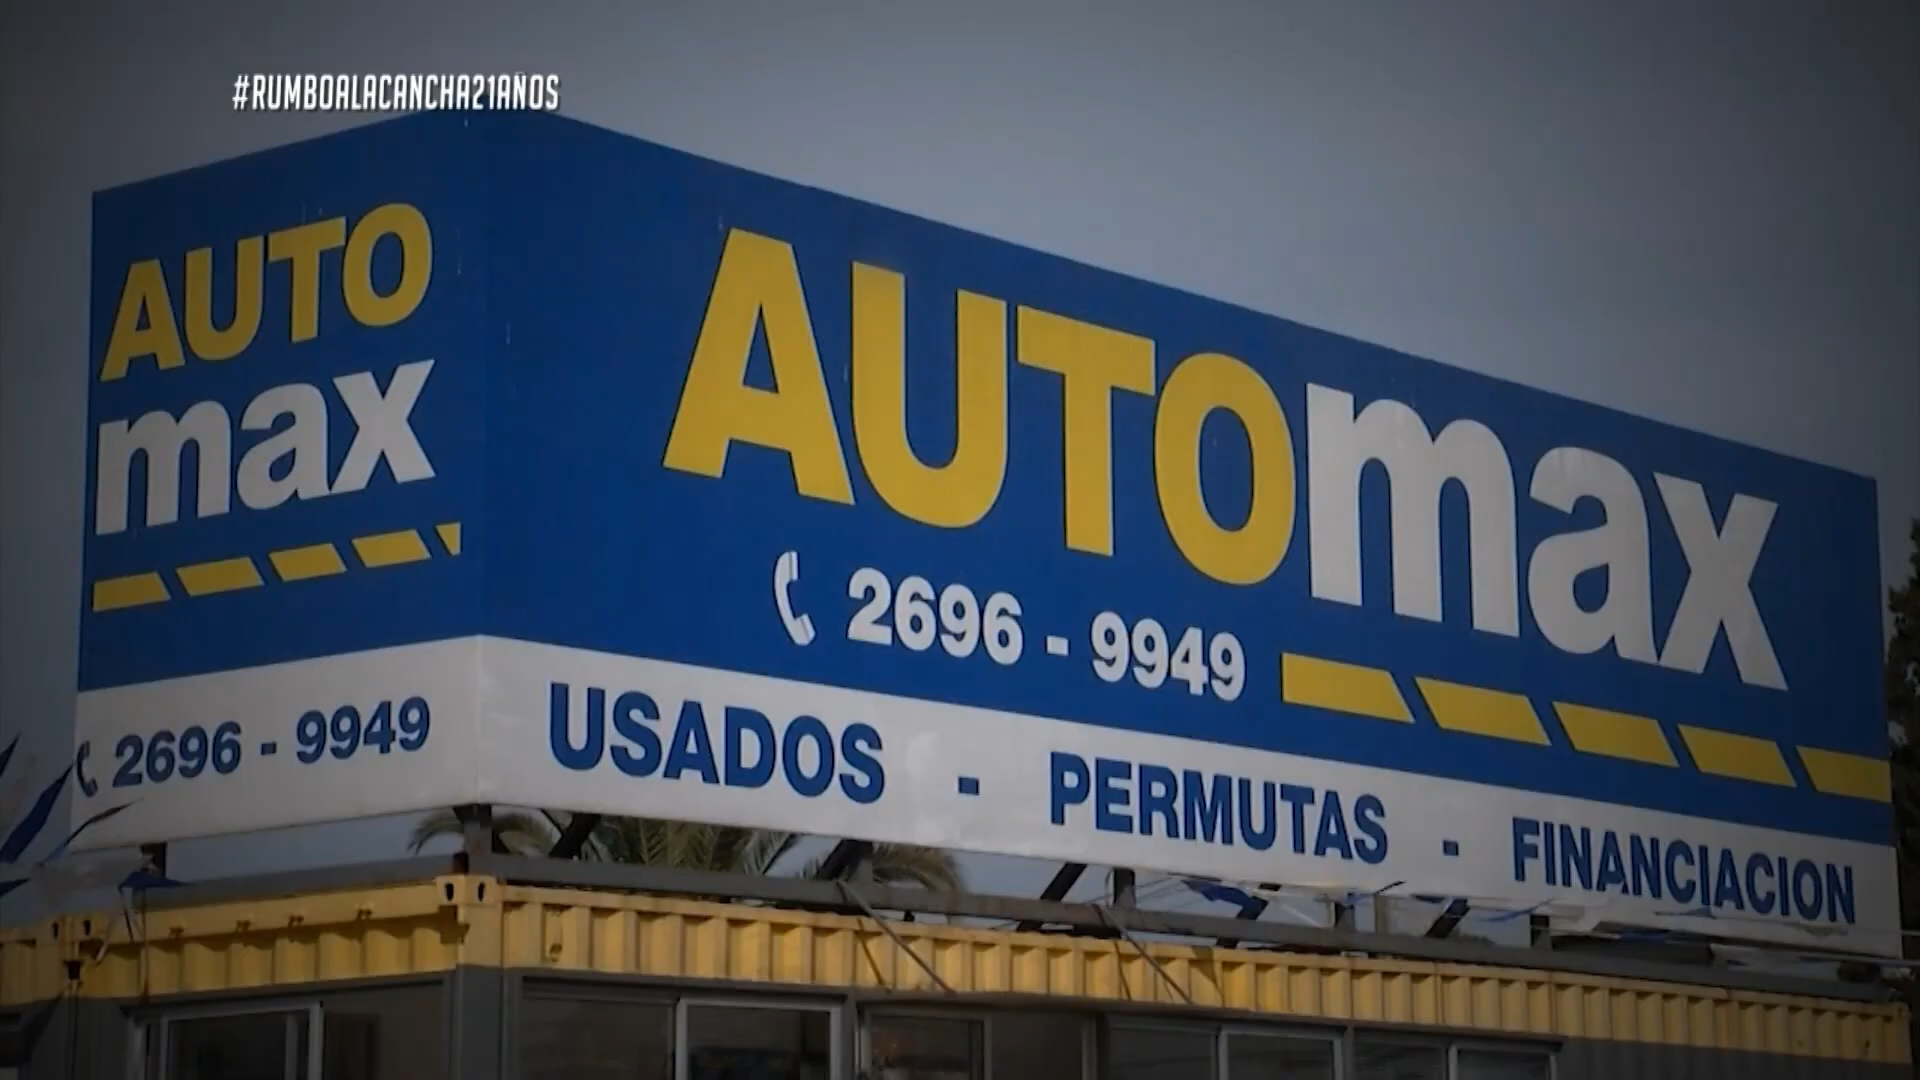 #RUMBOALACANCHA21AÑOS
AUTO
max
2696 - 9949
AUTOmax
2696 - 9949
USADOS - PERMUTAS - FINANCIACION